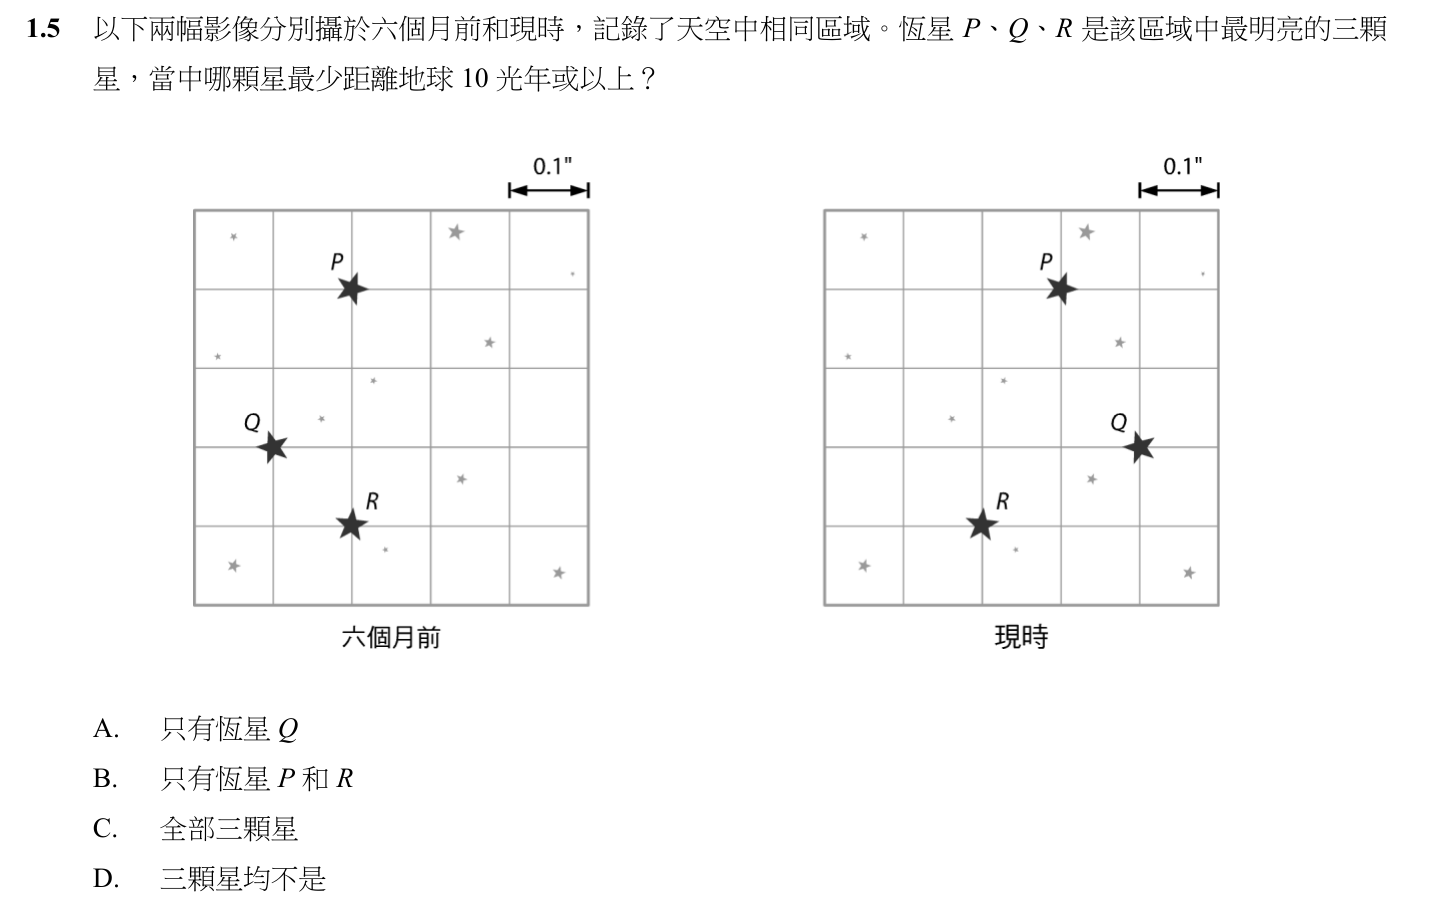 1.5 以下兩幅影像分別攝於六個月前和現時，記錄了天空中相同區域。恆星 P、Q、R 是該區域中最明亮的三顆
星，當中哪顆星最少距離地球 10 光年或以上？
0.1" 0.1"
P P
Q Q
R R
六個月前 現時
A. 只有恆星 Q
B. 只有恆星 P 和 R
C. 全部三顆星
D. 三顆星均不是